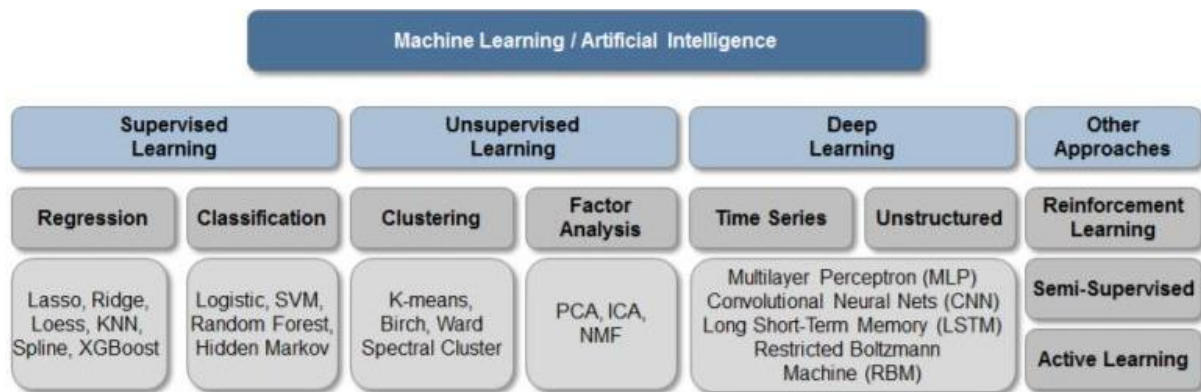 Machine Learning / Artificial Intelligence
Supervised
Learning
Unsupervised
Learning
Deep
Learning
Other
Approaches
Regression
Classification
Clustering
Factor
Analysis
Time Series
Unstructured
Reinforcement
Learning
Lasso, Ridge,
Loess, KNN,
Spline, XGBoost
Logistic, SVM,
Random Forest,
Hidden Markov
K-means,
Birch, Ward
Spectral Cluster
PCA, ICA,
NMF
Multilayer Perceptron (MLP)
Convolutional Neural Nets (CNN)
Long Short-Term Memory (LSTM)
Restricted Boltzmann
Machine (RBM)
Semi-Supervised
Active Learning